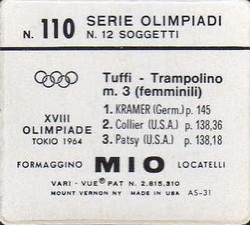 N. 110 SERIE OLIMPIADI
N. 12 SOGGETTI
XVIII
OLIMPIADE
TOKIO 1964
Tuffi - Trampolino
m. 3 (femminili)
1. KRAMER (Germ.) p. 145
2. Collier (U.S.A.) p. 138,36
3. Patsy (U.S.A.) p. 138,18
FORMAGGINO MIO LOCATELLI
VARI - VUE ® PAT N. 2.815.310
MOUNT VERNON NY MADE IN USA AS-31